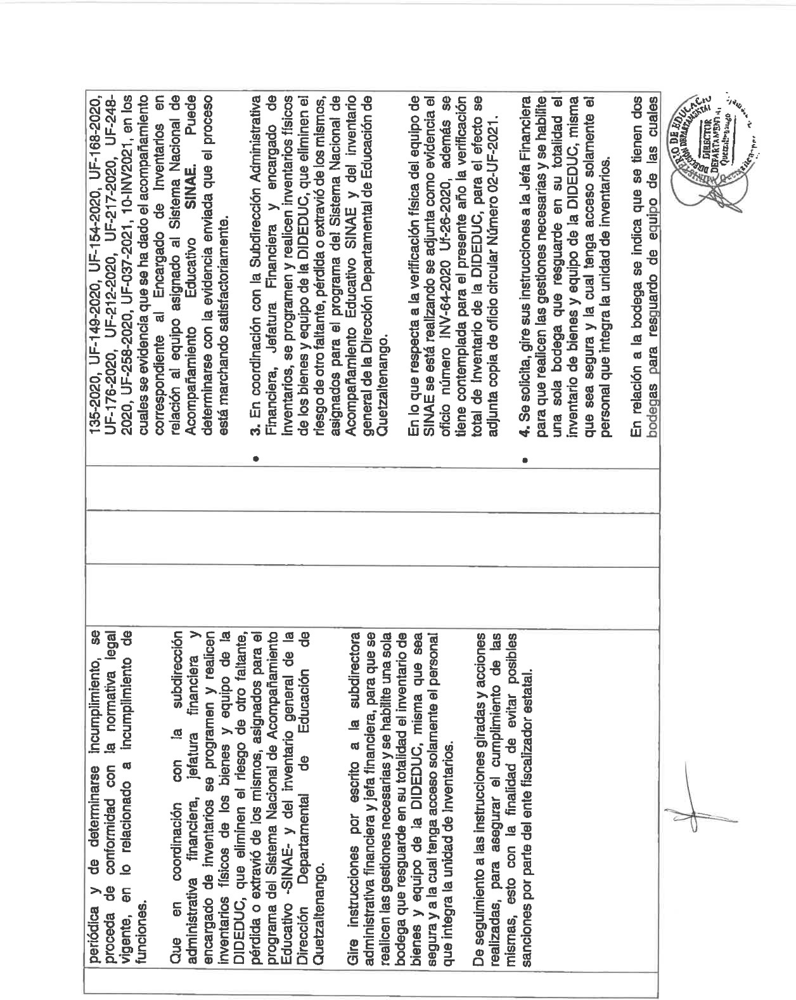 periódica y de determinarse incumplimiento, se
proceda de conformidad con la normativa legal
vigente, en lo relacionado a incumplimiento de
funciones.
Que en coordinación con la subdirección
administrativa financiera, jefatura financiera y
encargado de inventarios se programen y realicen
inventarios físicos de los bienes y equipo de la
DIDEDUC, que eliminen el riesgo de otro faltante,
pérdida o extravió de los mismos, asignados para el
programa del Sistema Nacional de Acompañamiento
Educativo -SINAE- y del inventario general de la
Dirección Departamental de Educación de
Quetzaltenango.
Gire instrucciones por escrito a la subdirectora
administrativa financiera y jefa financiera, para que se
realicen las gestiones necesarias y se habilite una sola
bodega que resguarde en su totalidad el inventario de
bienes y equipo de la DIDEDUC, misma que sea
segura y a la cual tenga acceso solamente el personal
que integra la unidad de Inventarios.
De seguimiento a las instrucciones giradas y acciones
realizadas, para asegurar el cumplimiento de las
mismas, esto con la finalidad de evitar posibles
sanciones por parte del ente fiscalizador estatal.
135-2020, UF-149-2020, UF-154-2020, UF-168-2020,
UF-176-2020, UF-212-2020, UF-217-2020, UF-248-
2020, UF-258-2020, UF-037-2021, 10-INV2021, en los
cuales se evidencia que se ha dado el acompañamiento
correspondiente al Encargado de Inventarios en
relación al equipo asignado al Sistema Nacional de
Acompañamiento Educativo SINAE. Puede
determinarse con la evidencia enviada que el proceso
está marchando satisfactoriamente.
• 3. En coordinación con la Subdirección Administrativa
Financiera, Jefatura Financiera y encargado de
Inventarios, se programen y realicen inventarios físicos
de los bienes y equipo de la DIDEDUC, que eliminen el
riesgo de otro faltante, pérdida o extravió de los mismos,
asignados para el programa del Sistema Nacional de
Acompañamiento Educativo SINAE y del inventario
general de la Dirección Departamental de Educación de
Quetzaltenango.
En lo que respecta a la verificación física del equipo de
SINAE se está realizando se adjunta como evidencia el
oficio número INV-64-2020 Uf-26-2020, además se
tiene contemplada para el presente año la verificación
total de Inventario de la DIDEDUC, para el efecto se
adjunta copia de oficio circular Número 02-UF-2021.
• 4. Se solicita, gire sus instrucciones a la Jefa Financiera
para que realicen las gestiones necesarias y se habilite
una sola bodega que resguarde en su totalidad el
inventario de bienes y equipo de la DIDEDUC, misma
que sea segura y la cual tenga acceso solamente el
personal que integra la unidad de inventarios.
En relación a la bodega se indica que se tienen dos
bodegas para resguardo de equipo de las cuales
DE EDUCACIÓ
DIRECCIÓN DEPARTAMENTAL
DIRECTOR
DEPARTAMENTAL
Quetzaltenango